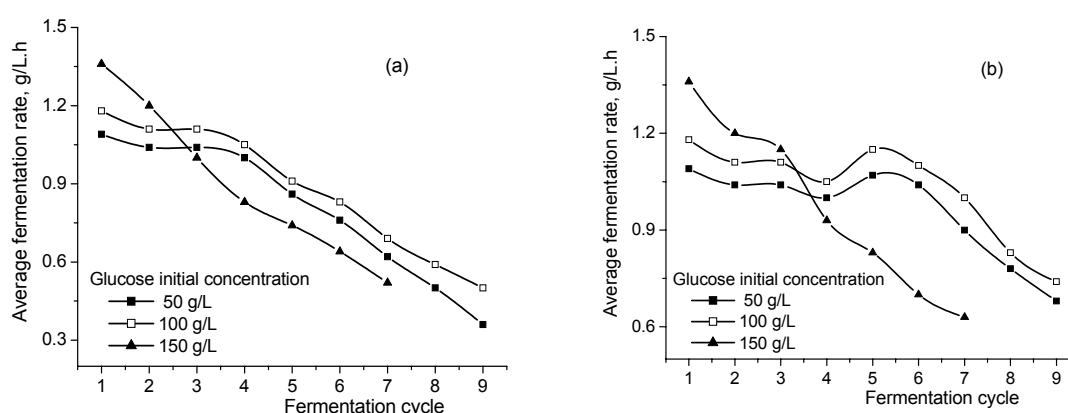 1.5
1.2
0.9
0.6
0.3
Average fermentation rate, g/L.h
(a)
Glucose initial concentration
50 g/L
100 g/L
150 g/L
1 2 3 4 5 6 7 8 9
Fermentation cycle
1.5
1.2
0.9
0.6
Average fermentation rate, g/L.h
(b)
Glucose initial concentration
50 g/L
100 g/L
150 g/L
1 2 3 4 5 6 7 8 9
Fermentation cycle